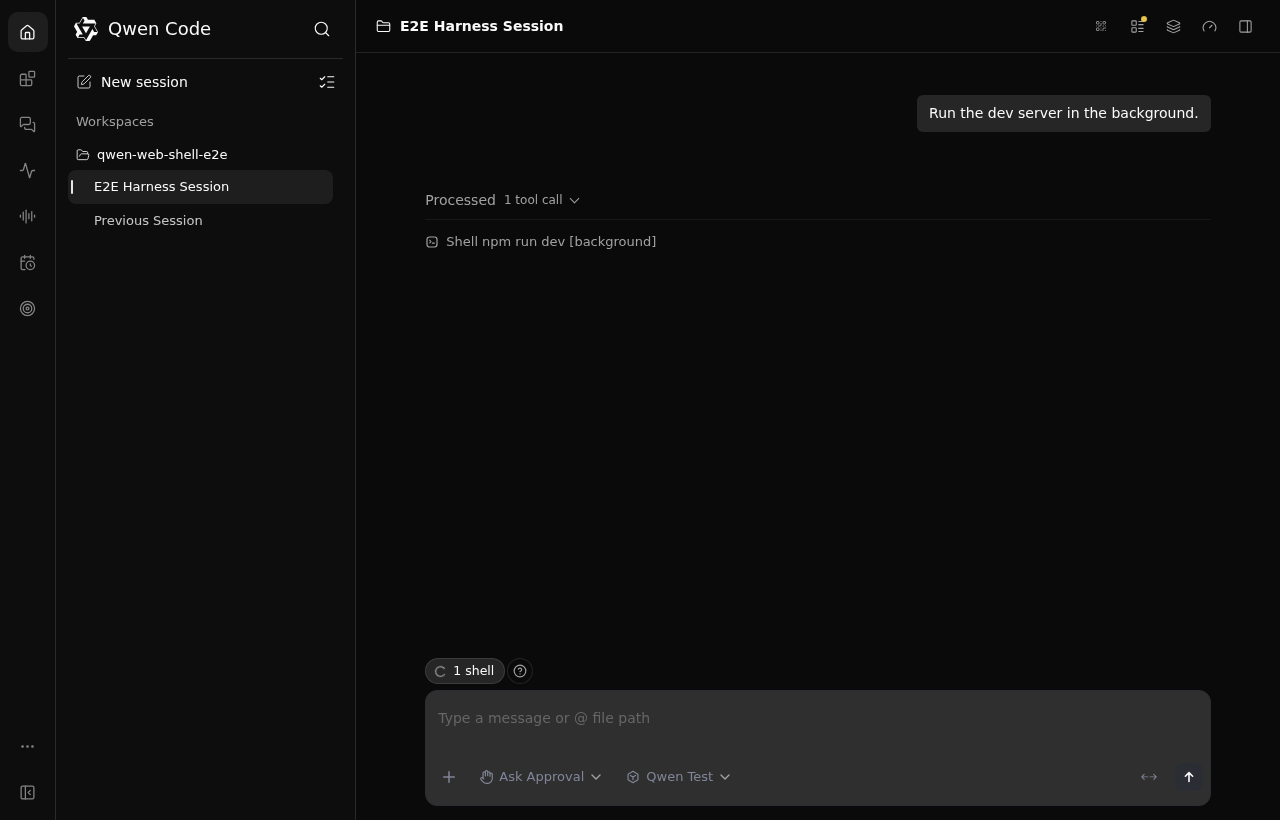 Qwen Code
New session
Workspaces
qwen-web-shell-e2e
E2E Harness Session
Previous Session
E2E Harness Session
Run the dev server in the background.
Processed 1 tool call
Shell npm run dev [background]
1 shell
Type a message or @ file path
Ask Approval
Qwen Test